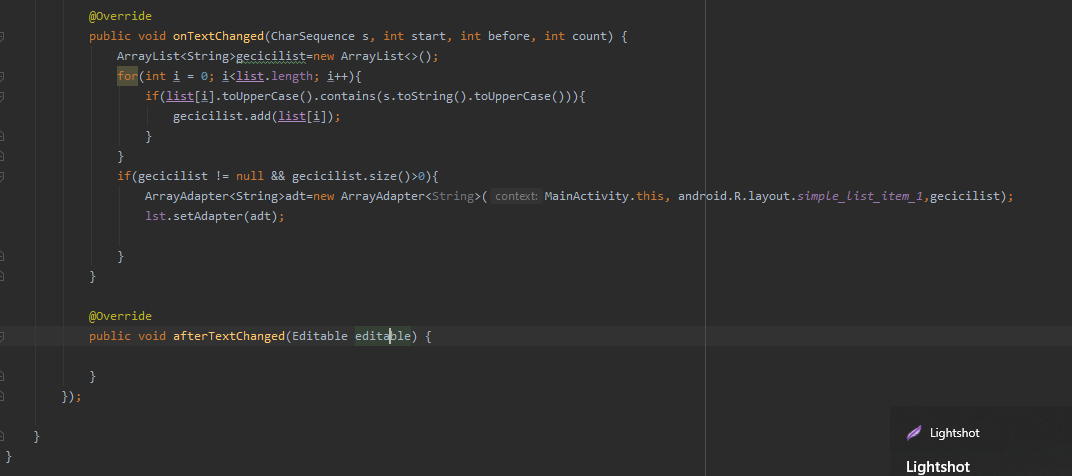 @Override
public void onTextChanged(CharSequence s, int start, int before, int count) {
ArrayList<String>gecicilist=new ArrayList<>();
for(int i = 0; i<list.length; i++){
if(list[i].toUpperCase().contains(s.toString().toUpperCase())){
gecicilist.add(list[i]);
}
}
if(gecicilist != null && gecicilist.size()>0){
ArrayAdapter<String>adt=new ArrayAdapter<String>( context: MainActivity.this, android.R.layout.simple_list_item_1,gecicilist);
lst.setAdapter(adt);
}
}
@Override
public void afterTextChanged(Editable editable) {
}
});
}
}
Lightshot
Lightshot